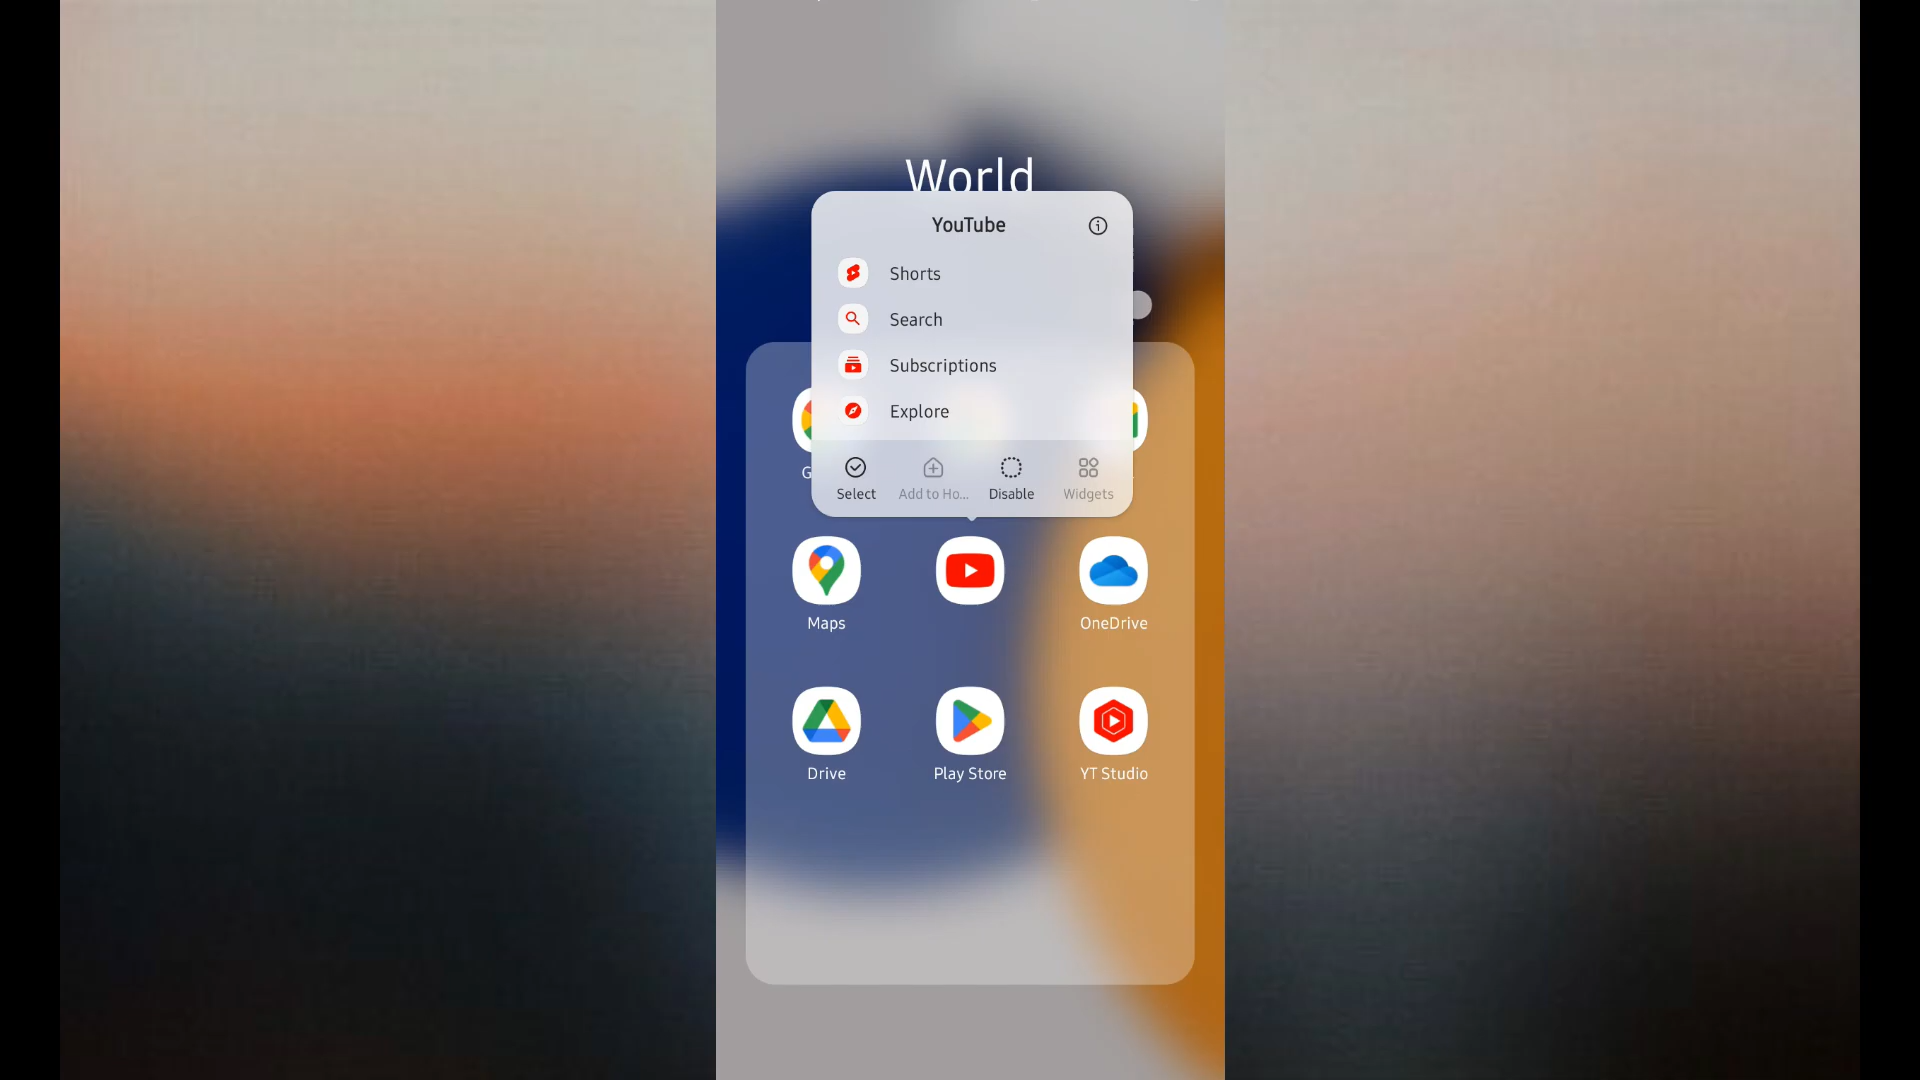 World
YouTube
Shorts
Search
Subscriptions
Explore
G
Select
Add to Ho...
Disable
Widgets
Maps
OneDrive
Drive
Play Store
YT Studio